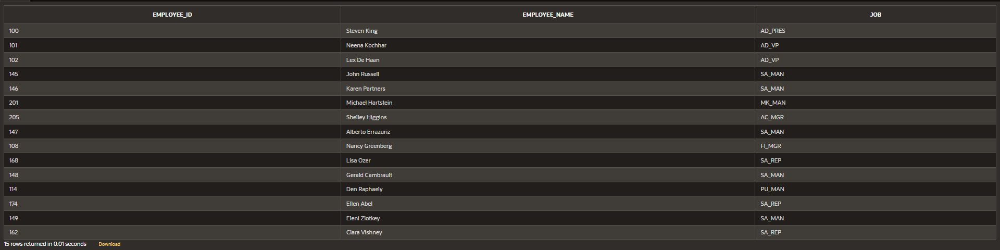 EMPLOYEE_ID EMPLOYEE_NAME JOB
100 Steven King AD_PRES
101 Neena Kochhar AD_VP
102 Lex De Haan AD_VP
145 John Russell SA_MAN
146 Karen Partners SA_MAN
201 Michael Hartstein MK_MAN
205 Shelley Higgins AC_MGR
147 Alberto Errazuriz SA_MAN
108 Nancy Greenberg FI_MGR
168 Lisa Ozer SA_REP
148 Gerald Cambrault SA_MAN
114 Den Raphaely PU_MAN
174 Ellen Abel SA_REP
149 Eleni Zlotkey SA_MAN
162 Clara Vishney SA_REP
15 rows returned in 0.01 seconds Download